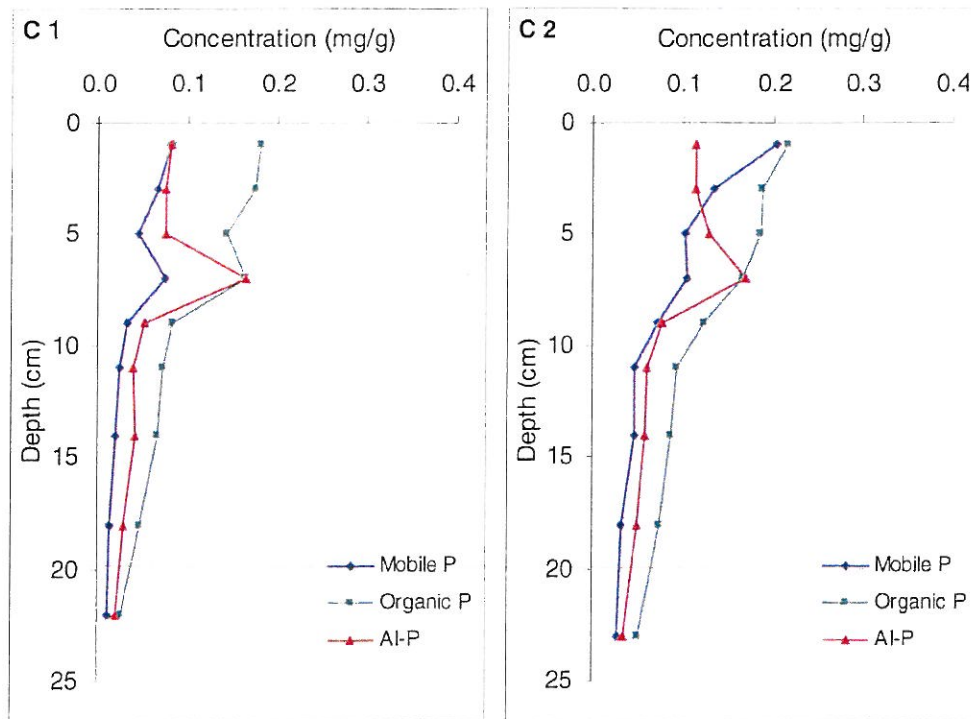 C 1
Concentration (mg/g)
0.0 0.1 0.2 0.3 0.4
0
5
10
15
20
25
Depth (cm)
Mobile P
Organic P
Al-P
C 2
Concentration (mg/g)
0.0 0.1 0.2 0.3 0.4
0
5
10
15
20
25
Depth (cm)
Mobile P
Organic P
Al-P